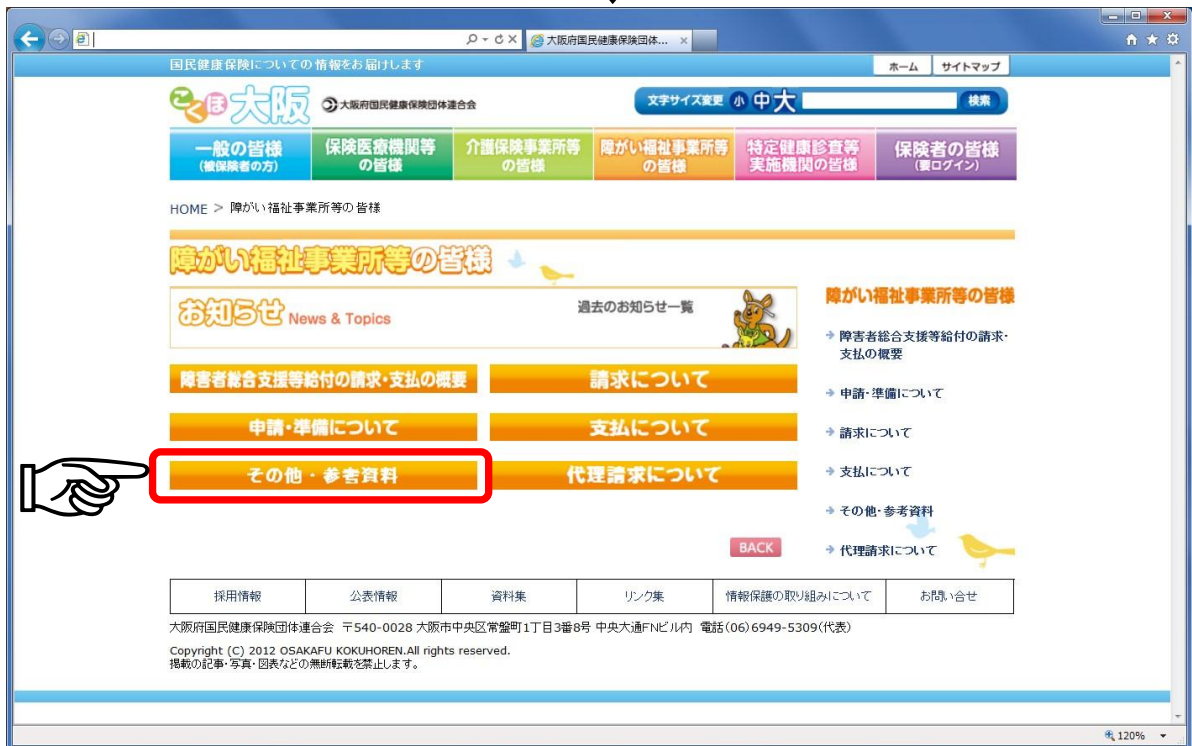 大阪府国民健康保険団体...
国民健康保険についての情報をお届けします
ホーム サイトマップ
こくほ大阪 大阪府国民健康保険団体連合会
文字サイズ変更 小 中 大 検索
一般の皆様
(被保険者の方)
保険医療機関等
の皆様
介護保険事業所等
の皆様
障がい福祉事業所等
の皆様
特定健康診査等
実施機関の皆様
保険者の皆様
(要ログイン)
HOME > 障がい福祉事業所等の皆様
障がい福祉事業所等の皆様
お知らせ News & Topics
過去のお知らせ一覧
障害者総合支援等給付の請求・支払の概要
請求について
申請・準備について
支払について
その他・参考資料
代理請求について
BACK
障がい福祉事業所等の皆様
障害者総合支援等給付の請求・
支払の概要
申請・準備について
請求について
支払について
その他・参考資料
代理請求について
採用情報 公表情報 資料集 リンク集 情報保護の取り組みについて お問い合せ
大阪府国民健康保険団体連合会 〒540-0028 大阪市中央区常盤町1丁目3番8号 中央大通FNビル内 電話(06)6949-5309(代表)
Copyright (C) 2012 OSAKAFU KOKUHOREN.All rights reserved.
掲載の記事・写真・図表などの無断転載を禁止します。
120%